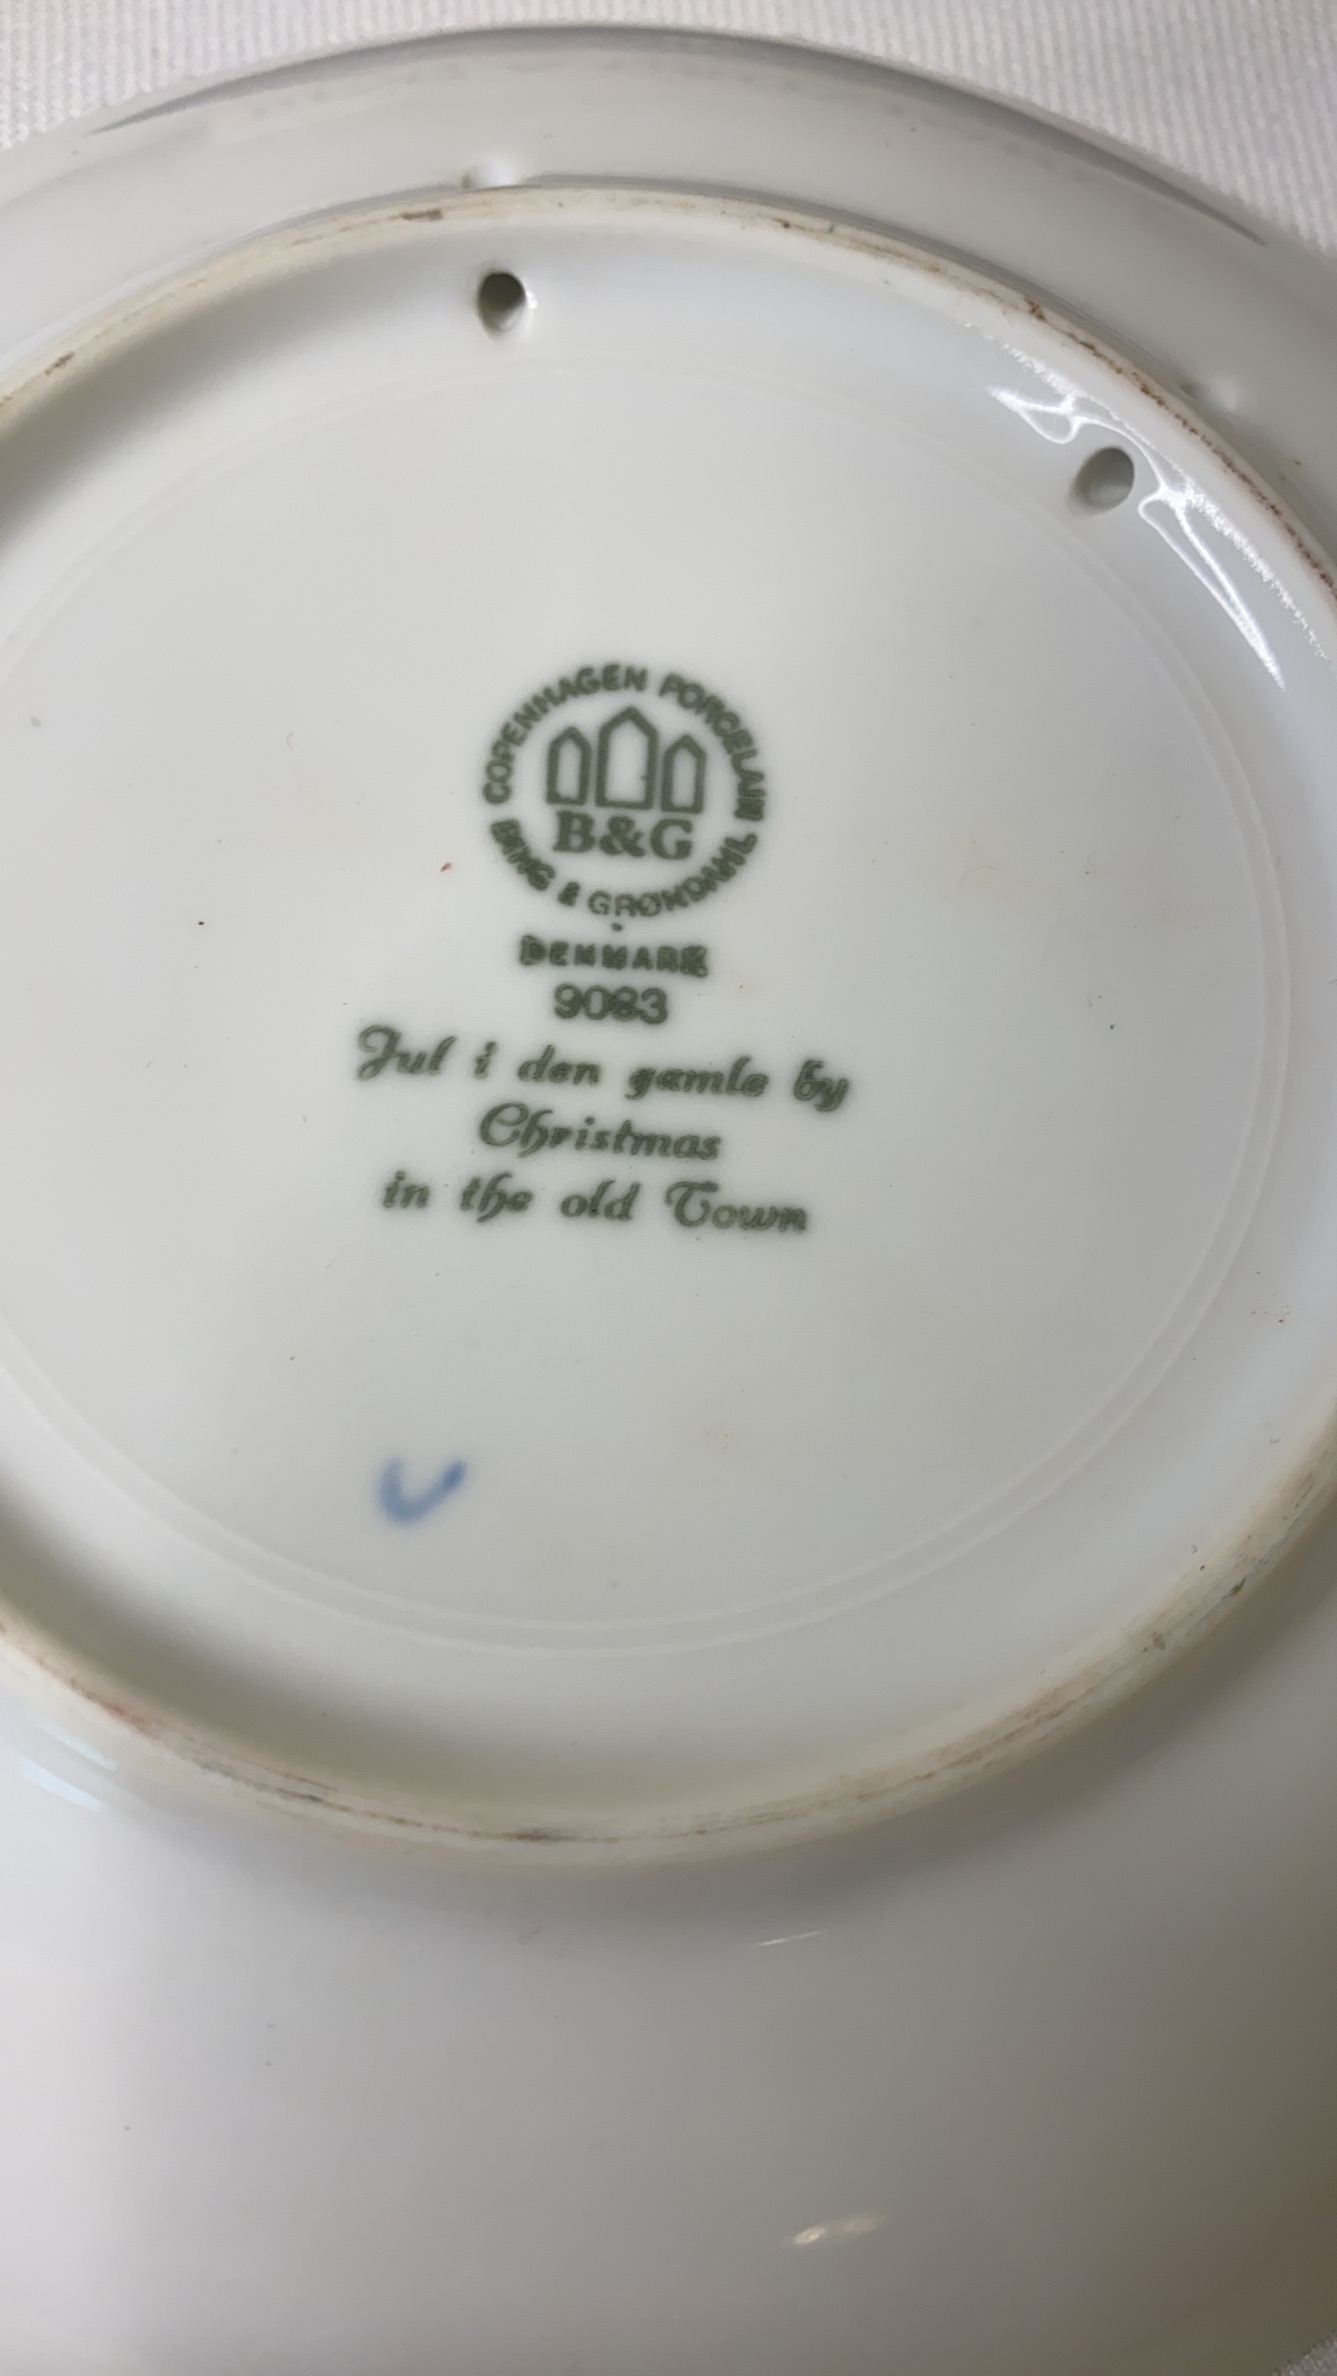 COPENHAGEN PORCELAIN
B&G
BING & GRØNDAHL
DENMARK
9083
Jul i den gamle by
Christmas
in the old Town